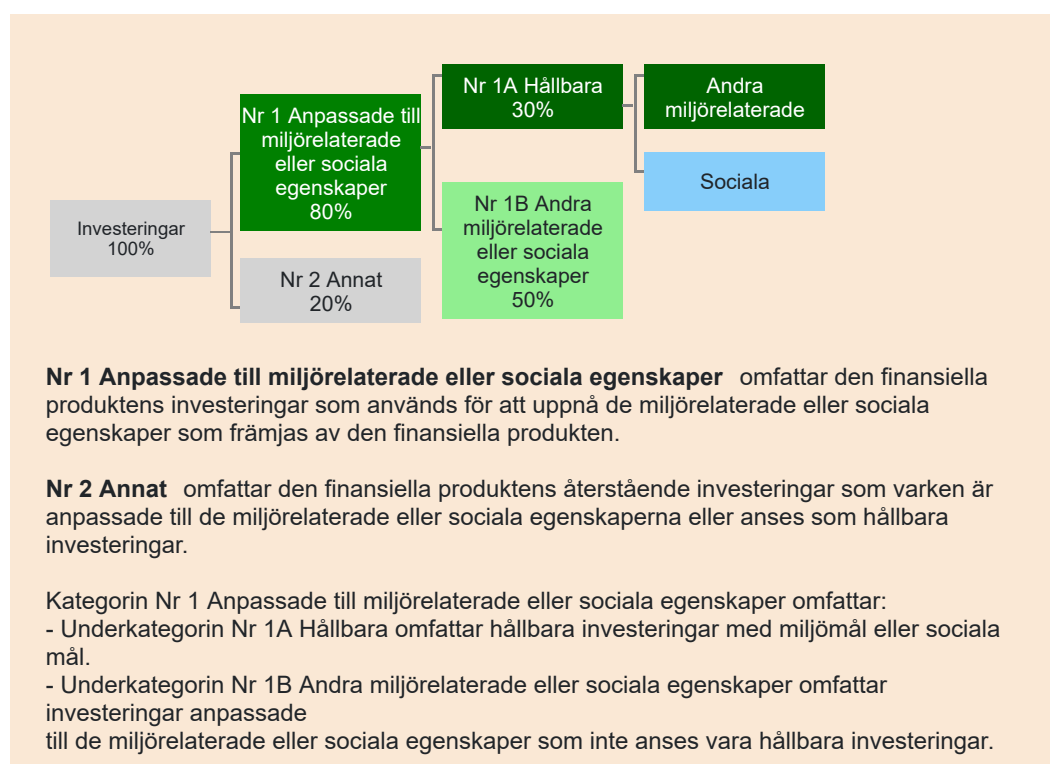 Investeringar
100%
Nr 1 Anpassade till
miljörelaterade
eller sociala
egenskaper
80%
Nr 2 Annat
20%
Nr 1A Hållbara
30%
Nr 1B Andra
miljörelaterade
eller sociala
egenskaper
50%
Andra
miljörelaterade
Sociala
Nr 1 Anpassade till miljörelaterade eller sociala egenskaper omfattar den finansiella
produktens investeringar som används för att uppnå de miljörelaterade eller sociala
egenskaper som främjas av den finansiella produkten.
Nr 2 Annat omfattar den finansiella produktens återstående investeringar som varken är
anpassade till de miljörelaterade eller sociala egenskaperna eller anses som hållbara
investeringar.
Kategorin Nr 1 Anpassade till miljörelaterade eller sociala egenskaper omfattar:
- Underkategorin Nr 1A Hållbara omfattar hållbara investeringar med miljömål eller sociala
mål.
- Underkategorin Nr 1B Andra miljörelaterade eller sociala egenskaper omfattar
investeringar anpassade
till de miljörelaterade eller sociala egenskaper som inte anses vara hållbara investeringar.